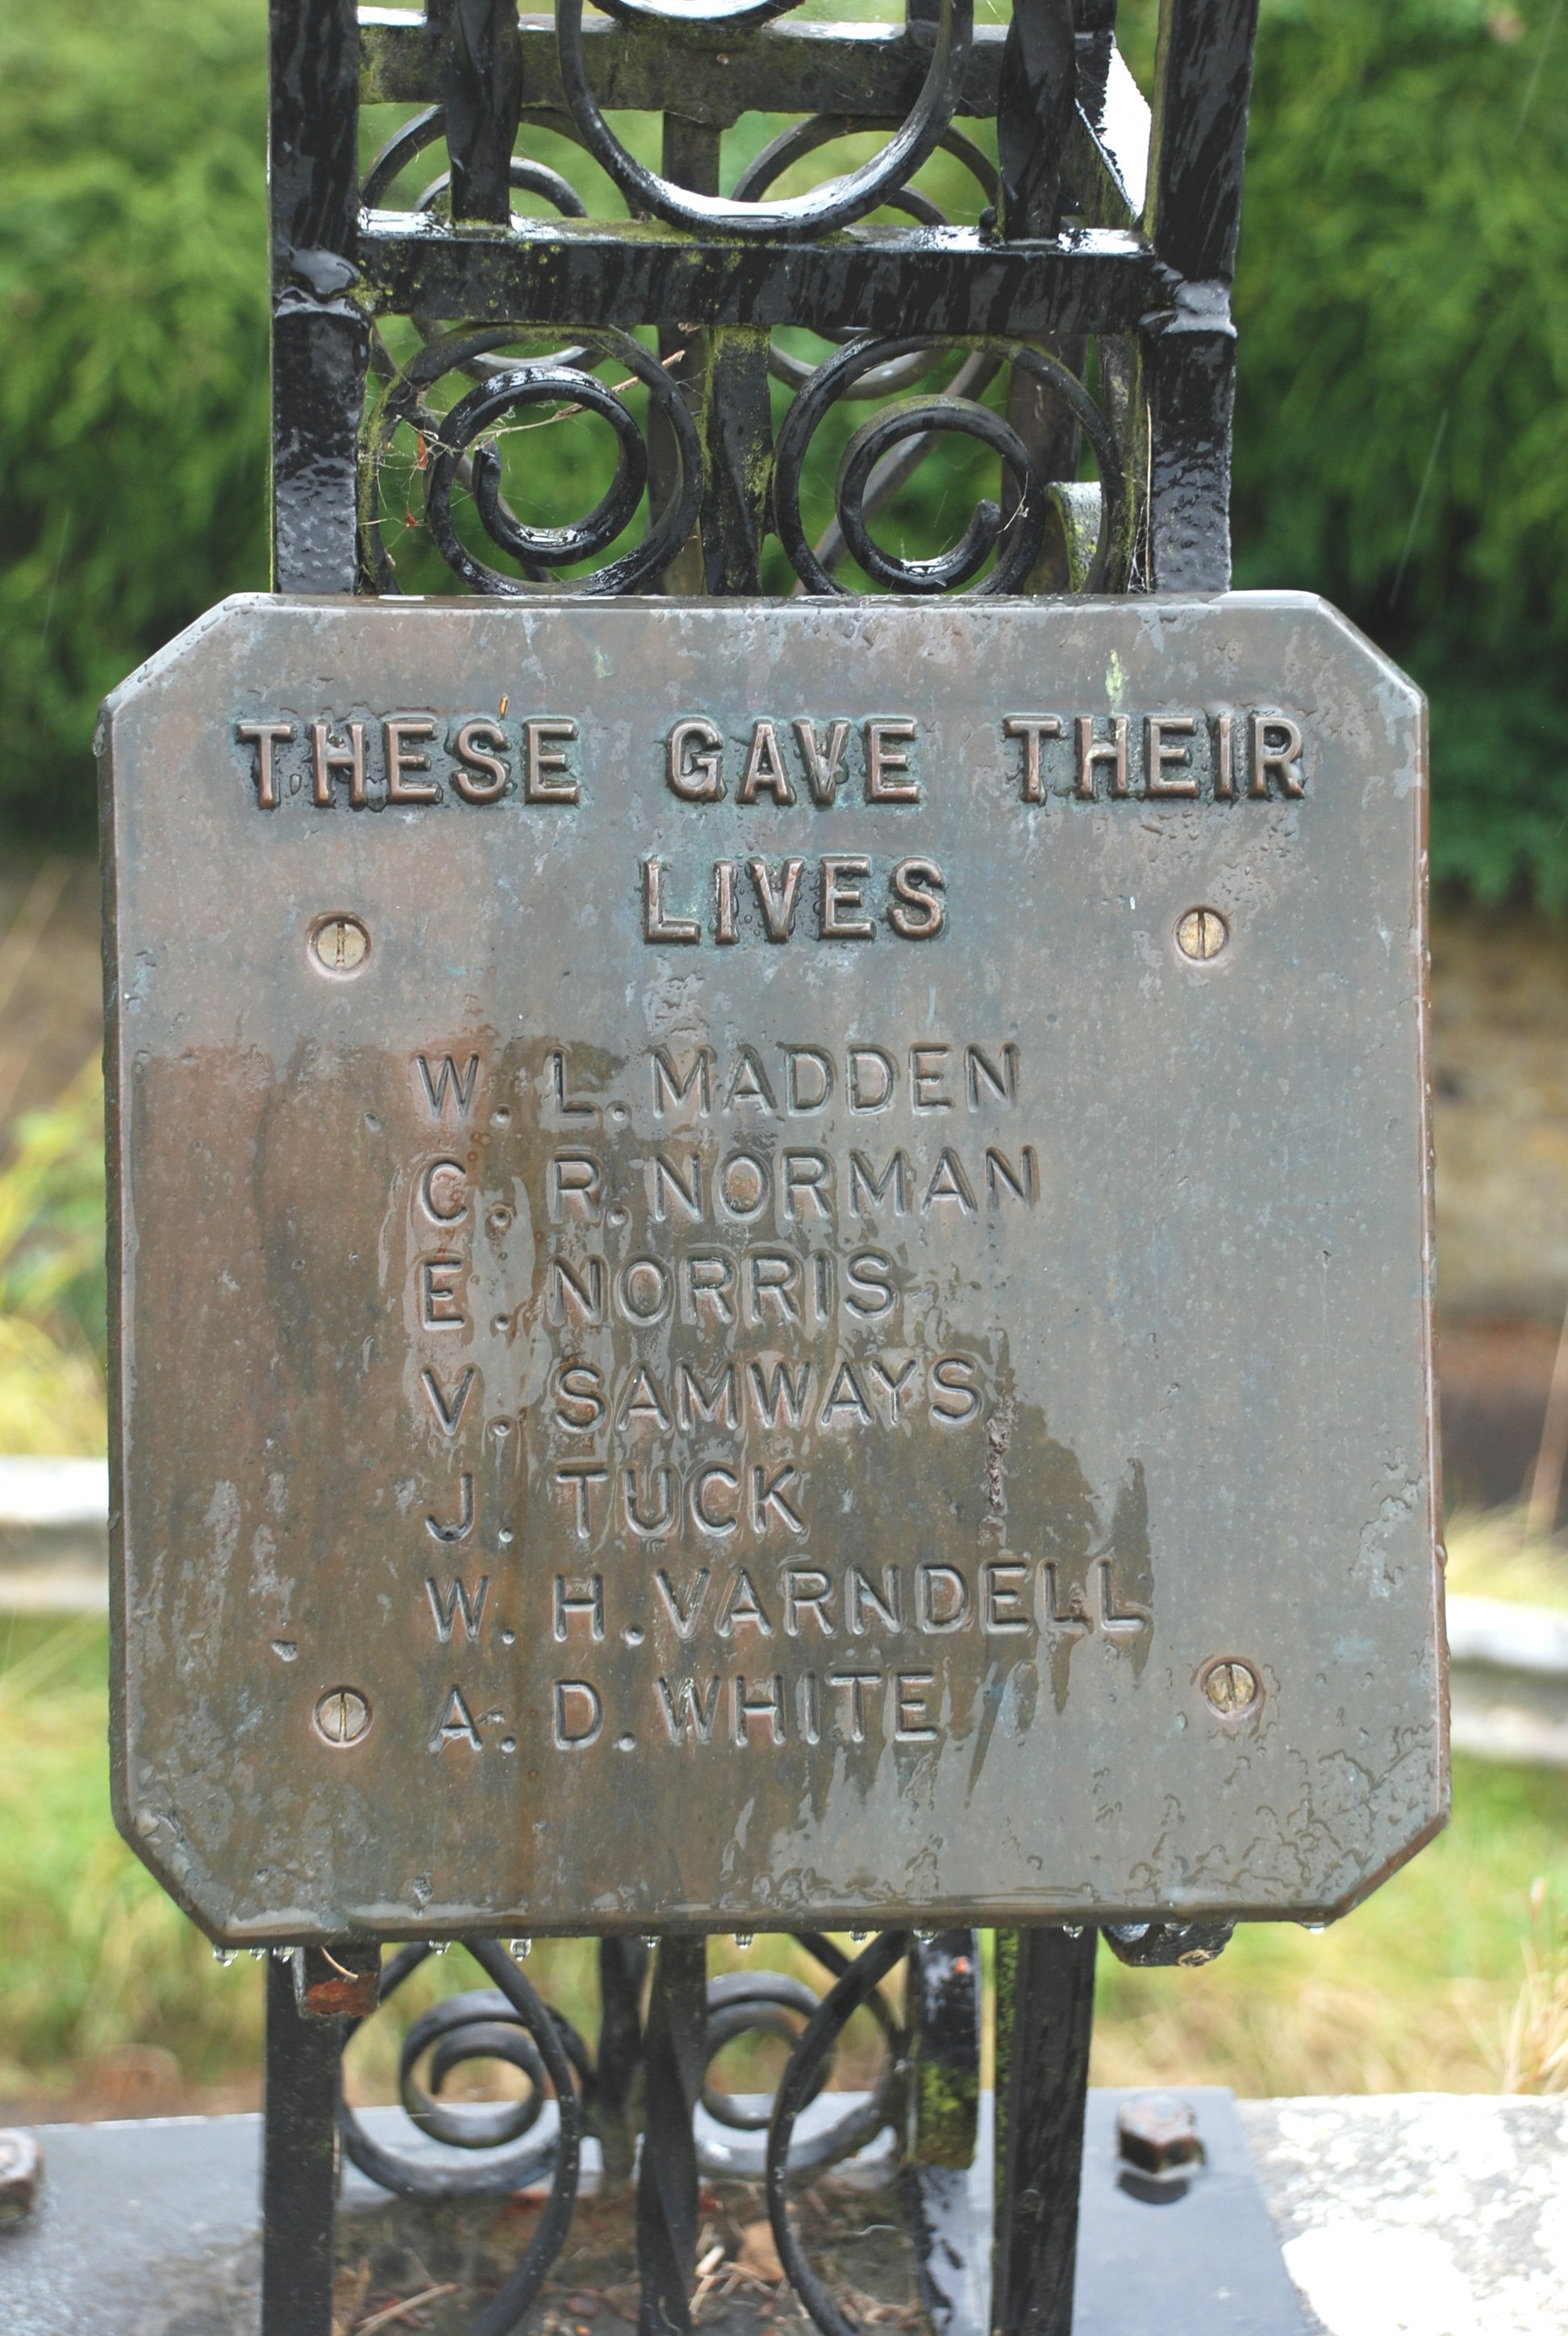 THESE GAVE THEIR
LIVES
W. L. MADDEN
C. R. NORMAN
E. NORRIS
V. SAMWAYS
J. TUCK
W. H. VARNDELL
A. D. WHITE